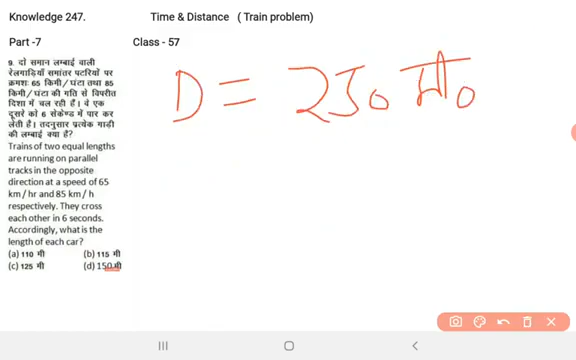 Knowledge 247. Time & Distance ( Train problem)
Part -7 Class - 57
9. दो समान लम्बाई वाली
रेलगाड़ियाँ समांतर पटरियों पर
क्रमशः 65 किमी/ घंटा तथा 85
किमी/ घंटा की गति से विपरीत
दिशा में चल रही हैं। वे एक
दूसरे को 6 सेकेण्ड में पार कर
लेती हैं। तदनुसार प्रत्येक गाड़ी
की लम्बाई क्या है?
Trains of two equal lengths
are running on parallel
tracks in the opposite
direction at a speed of 65
km / hr and 85 km / h
respectively. They cross
each other in 6 seconds.
Accordingly, what is the
length of each car?
(a) 110 मी (b) 115 मी
(c) 125 मी (d) 150 मी
D = 250 मी०